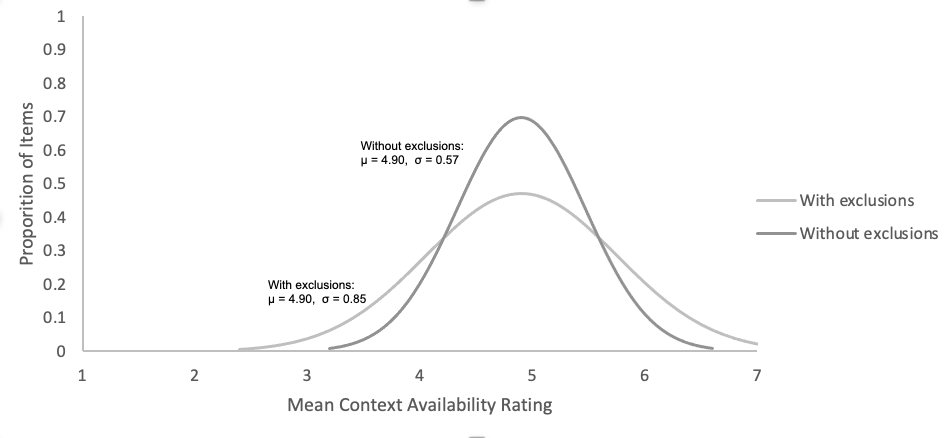 1
0.9
0.8
0.7
0.6
0.5
0.4
0.3
0.2
0.1
0
Proporition of Items
Without exclusions:
μ = 4.90, σ = 0.57
With exclusions:
μ = 4.90, σ = 0.85
With exclusions
Without exclusions
1 2 3 4 5 6 7
Mean Context Availability Rating